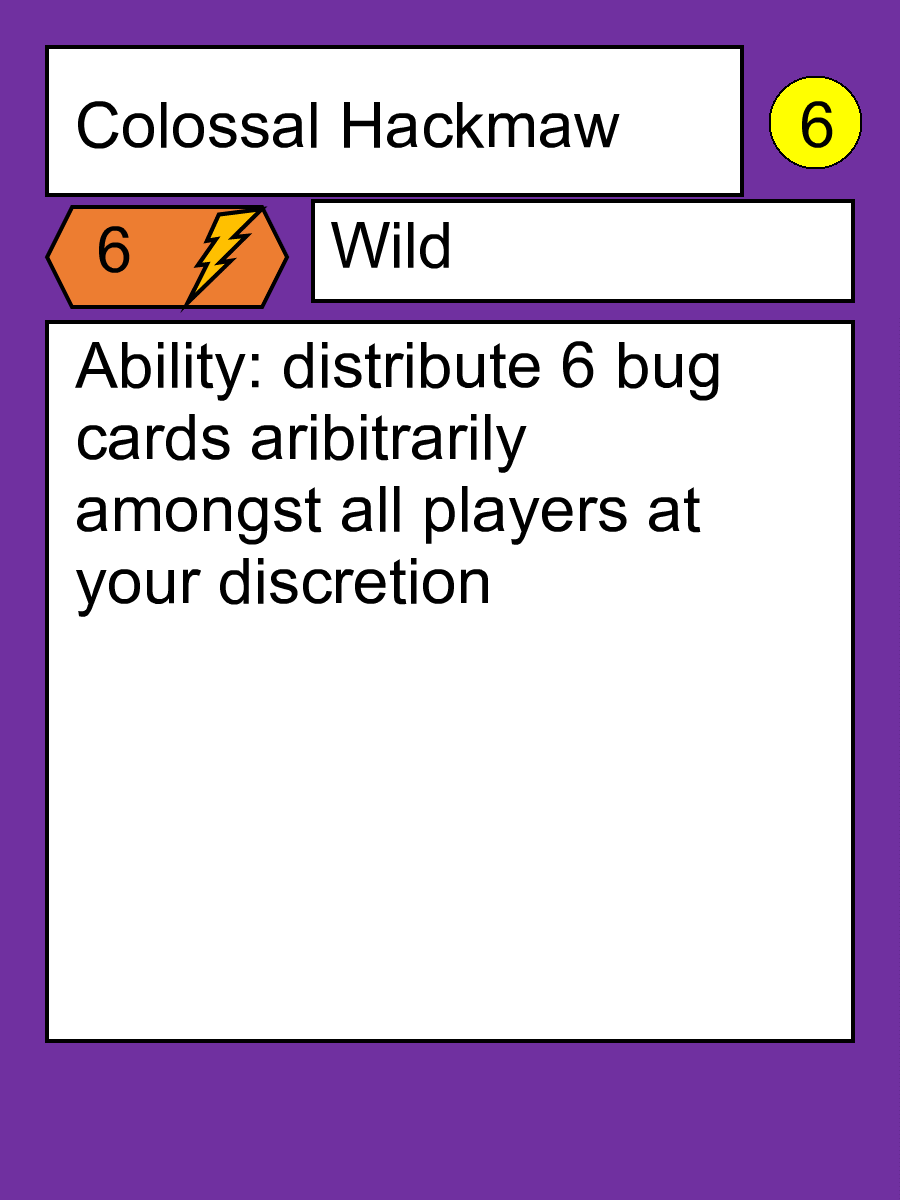 Colossal Hackmaw
6
6
Wild
Ability: distribute 6 bug
cards aribitrarily
amongst all players at
your discretion